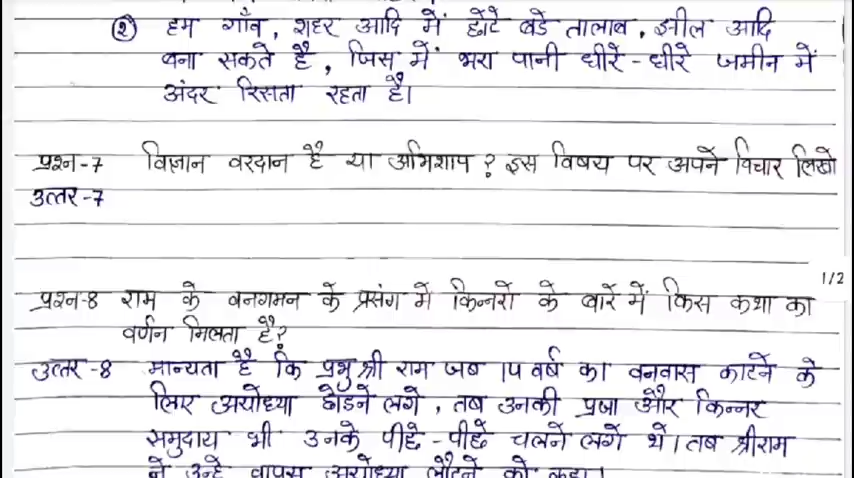 ② हम गाँव, शहर आदि में छोटे बडे तालाब, झील आदि
बना सकते है, जिस में भरा पानी धीरे-धीरे जमीन में
अंदर रिसता रहता है।
प्रश्न-7 विज्ञान वरदान है या अभिशाप? इस विषय पर अपने विचार लिखो
उत्तर-7
1/2
प्रश्न-8 राम के वनगमन के प्रसंग में किन्नरो के बारें में किस कथा का
वर्णन मिलता है?
उत्तर-8 मान्यता है कि प्रभु श्री राम जब 14 वर्ष का वनवास काटने के
लिए अयोध्या छोडने लगे, तब उनकी प्रजा और किन्नर
समुदाय भी उनके पीछे-पीछे चलने लगे थे। तब श्रीराम
ने उन्हे वापस अयोध्या लौटने को कहा।